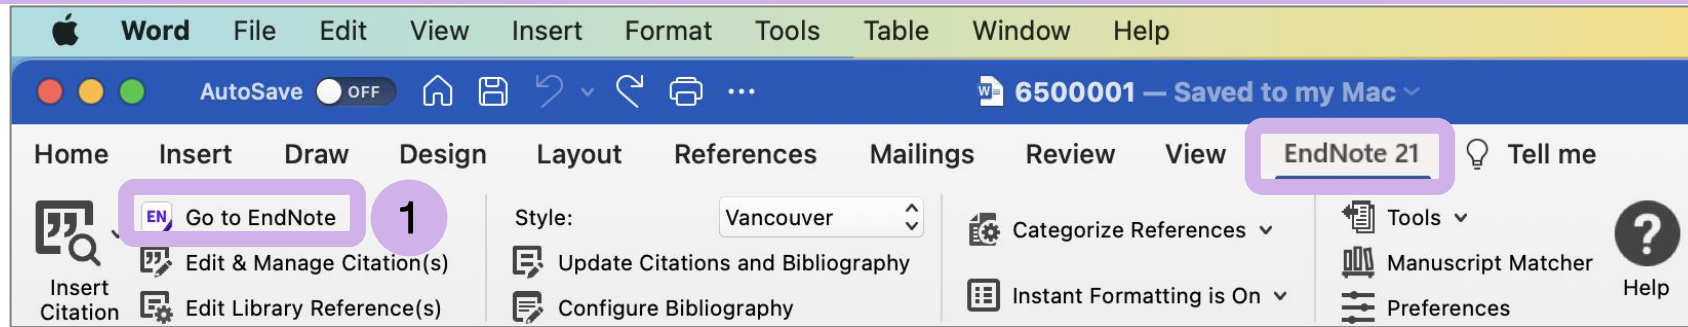 Word File Edit View Insert Format Tools Table Window Help
AutoSave OFF ... 6500001 — Saved to my Mac
Home Insert Draw Design Layout References Mailings Review View EndNote 21 Tell me
Insert Citation
EN Go to EndNote 1
Edit & Manage Citation(s)
Edit Library Reference(s)
Style: Vancouver
Update Citations and Bibliography
Configure Bibliography
Categorize References
Instant Formatting is On
Tools
Manuscript Matcher
Preferences
? Help